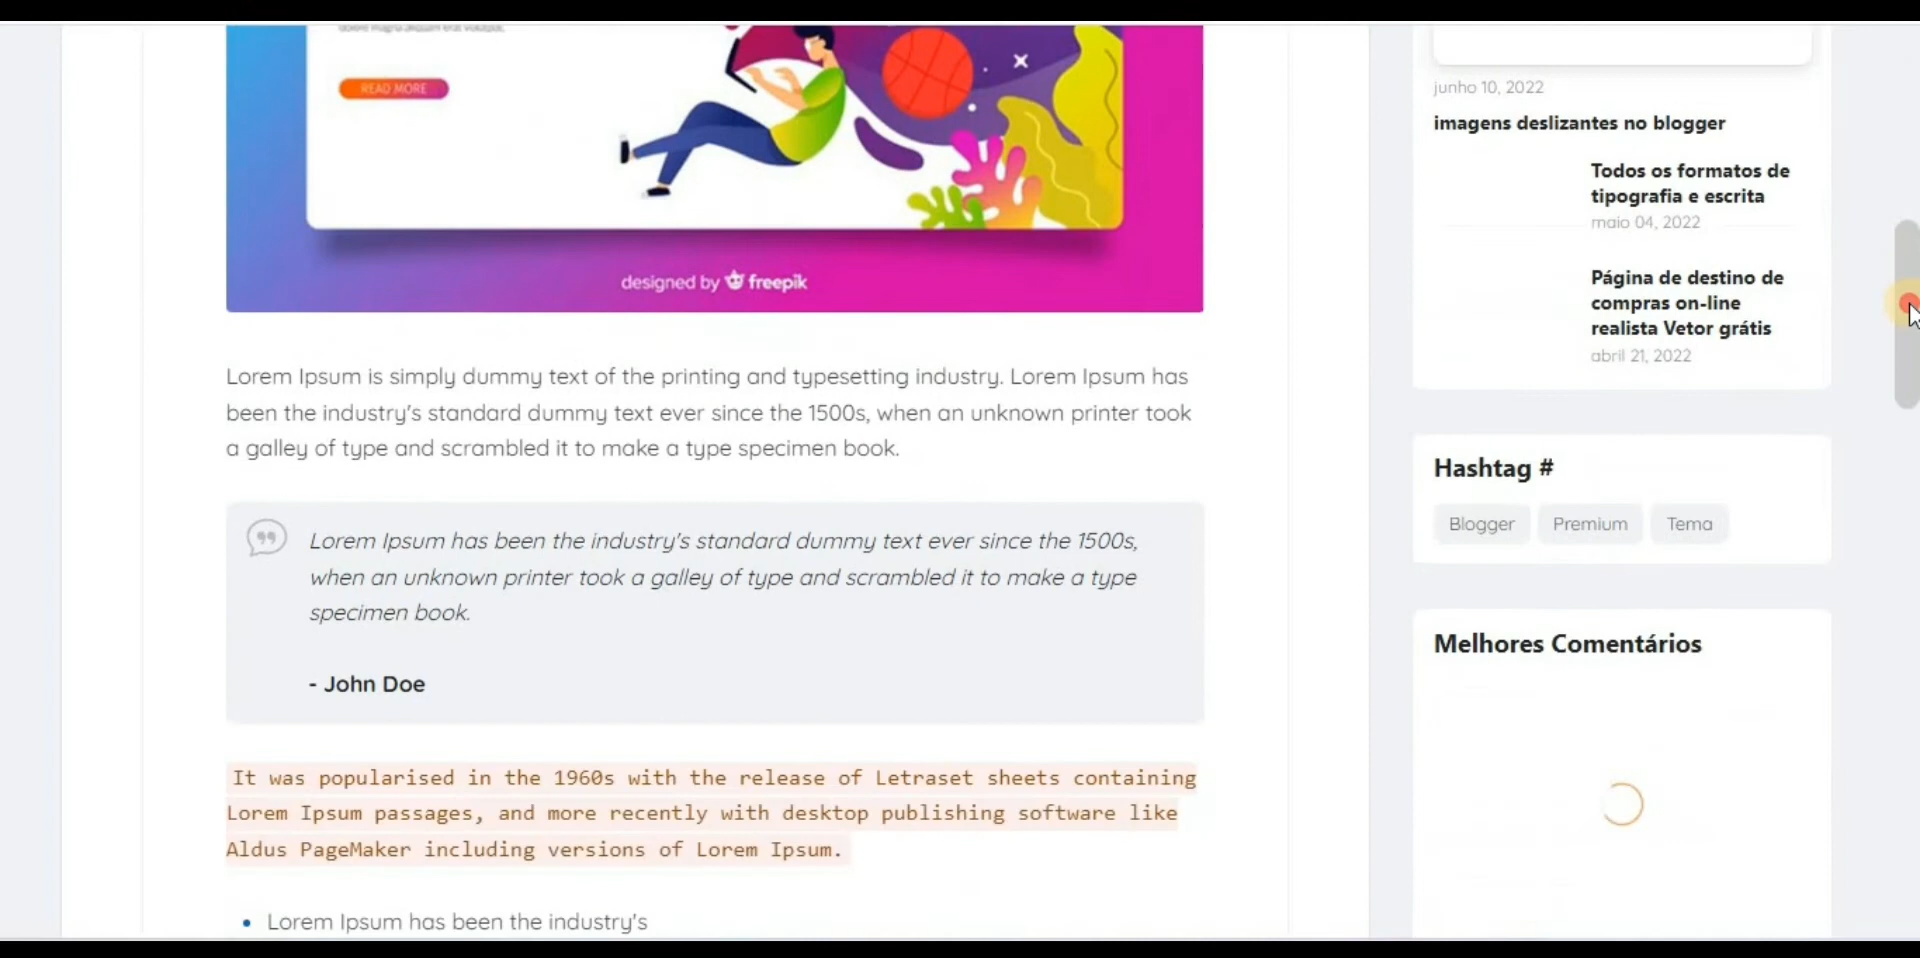 READ MORE
designed by freepik
Lorem Ipsum is simply dummy text of the printing and typesetting industry. Lorem Ipsum has
been the industry's standard dummy text ever since the 1500s, when an unknown printer took
a galley of type and scrambled it to make a type specimen book.
Lorem Ipsum has been the industry's standard dummy text ever since the 1500s,
when an unknown printer took a galley of type and scrambled it to make a type
specimen book.
- John Doe
It was popularised in the 1960s with the release of Letraset sheets containing
Lorem Ipsum passages, and more recently with desktop publishing software like
Aldus PageMaker including versions of Lorem Ipsum.
• Lorem Ipsum has been the industry's
junho 10, 2022
imagens deslizantes no blogger
Todos os formatos de
tipografia e escrita
maio 04, 2022
Página de destino de
compras on-line
realista Vetor grátis
abril 21, 2022
Hashtag #
Blogger Premium Tema
Melhores Comentários